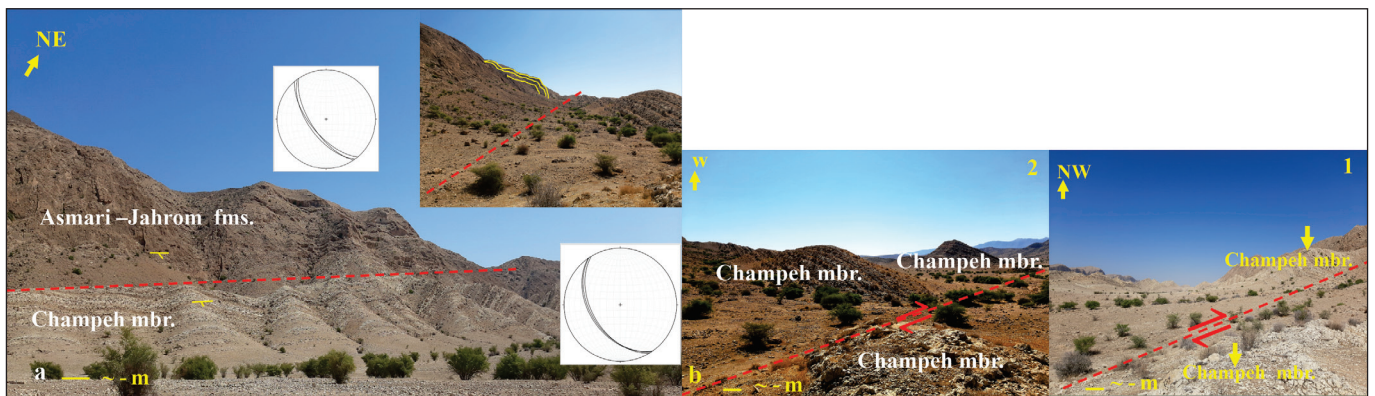 NE
Asmari –Jahrom fms.
Champeh mbr.
a
~ - m
w
2
Champeh mbr.
Champeh mbr.
Champeh mbr.
b
~ - m
NW
1
Champeh mbr.
Champeh mbr.
~ - m